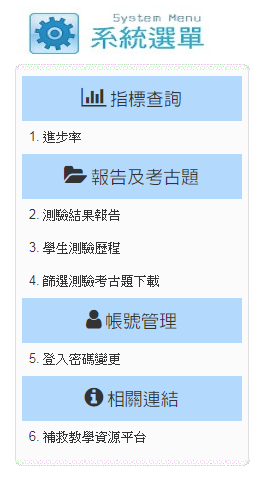 System Menu
系統選單
指標查詢
1. 進步率
報告及考古題
2. 測驗結果報告
3. 學生測驗歷程
4. 篩選測驗考古題下載
帳號管理
5. 登入密碼變更
相關連結
6. 補救教學資源平台